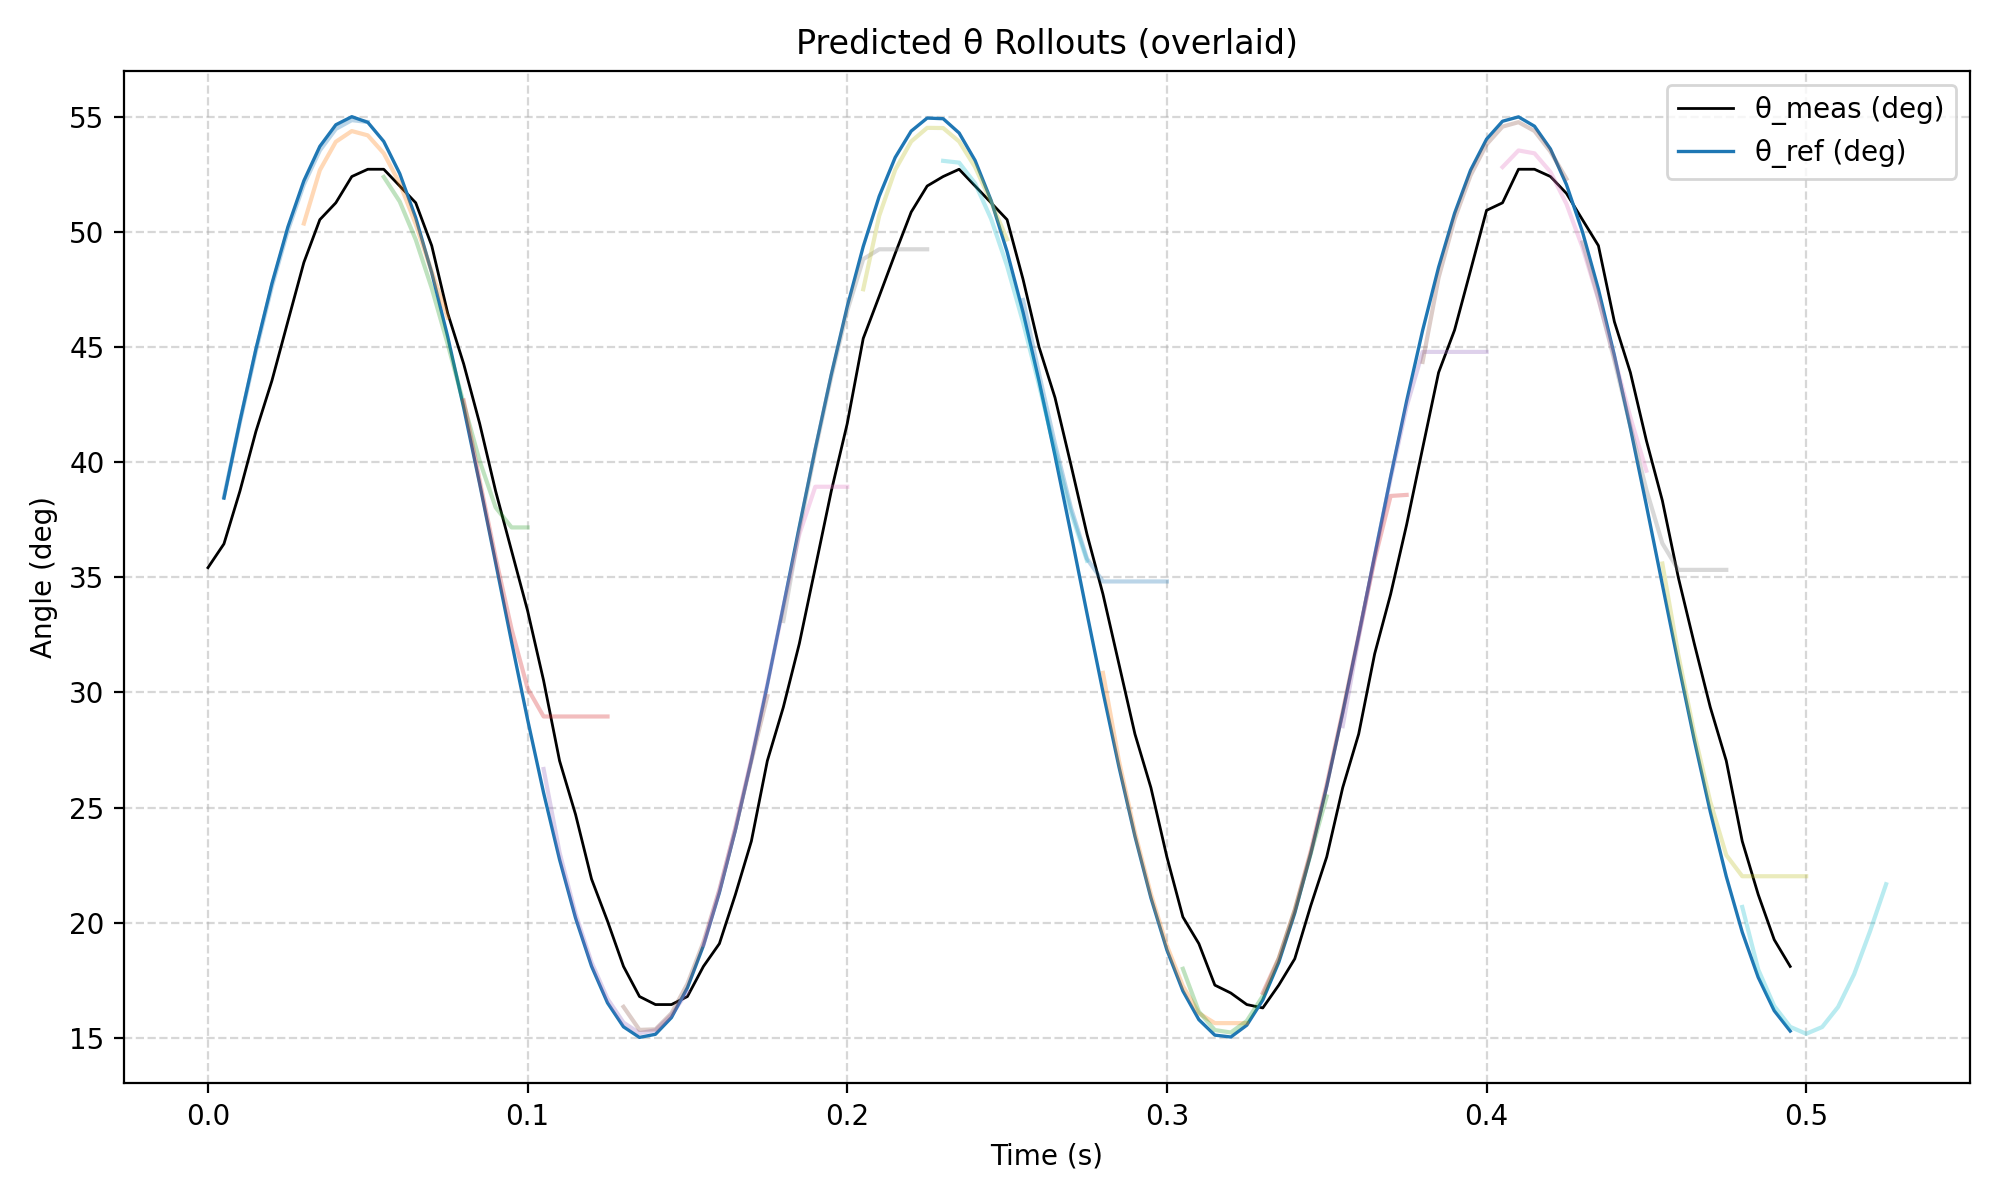 Predicted θ Rollouts (overlaid)
θ_meas (deg)
θ_ref (deg)
Angle (deg)
55
50
45
40
35
30
25
20
15
0.0 0.1 0.2 0.3 0.4 0.5
Time (s)